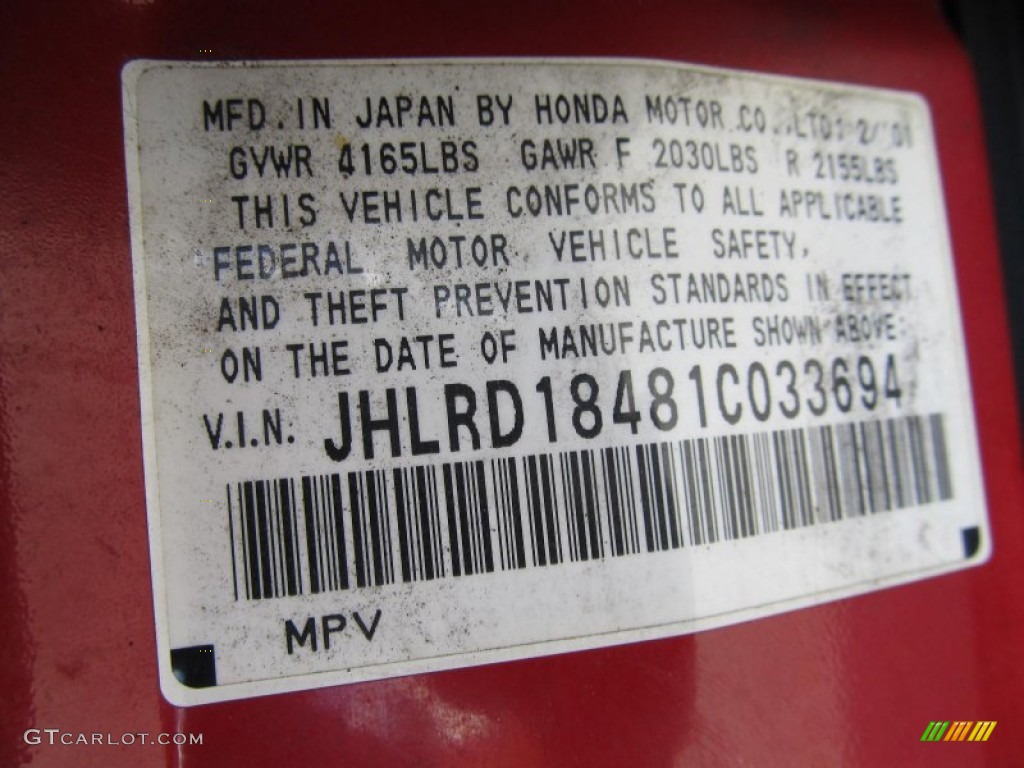 MFD. IN JAPAN BY HONDA MOTOR CO., LTD. 2/01
GVWR 4165LBS GAWR F 2030LBS R 2155LBS
THIS VEHICLE CONFORMS TO ALL APPLICABLE
FEDERAL MOTOR VEHICLE SAFETY,
AND THEFT PREVENTION STANDARDS IN EFFECT
ON THE DATE OF MANUFACTURE SHOWN ABOVE.
V.I.N. JHLRD18481C033694
MPV
GTCARLOT.COM